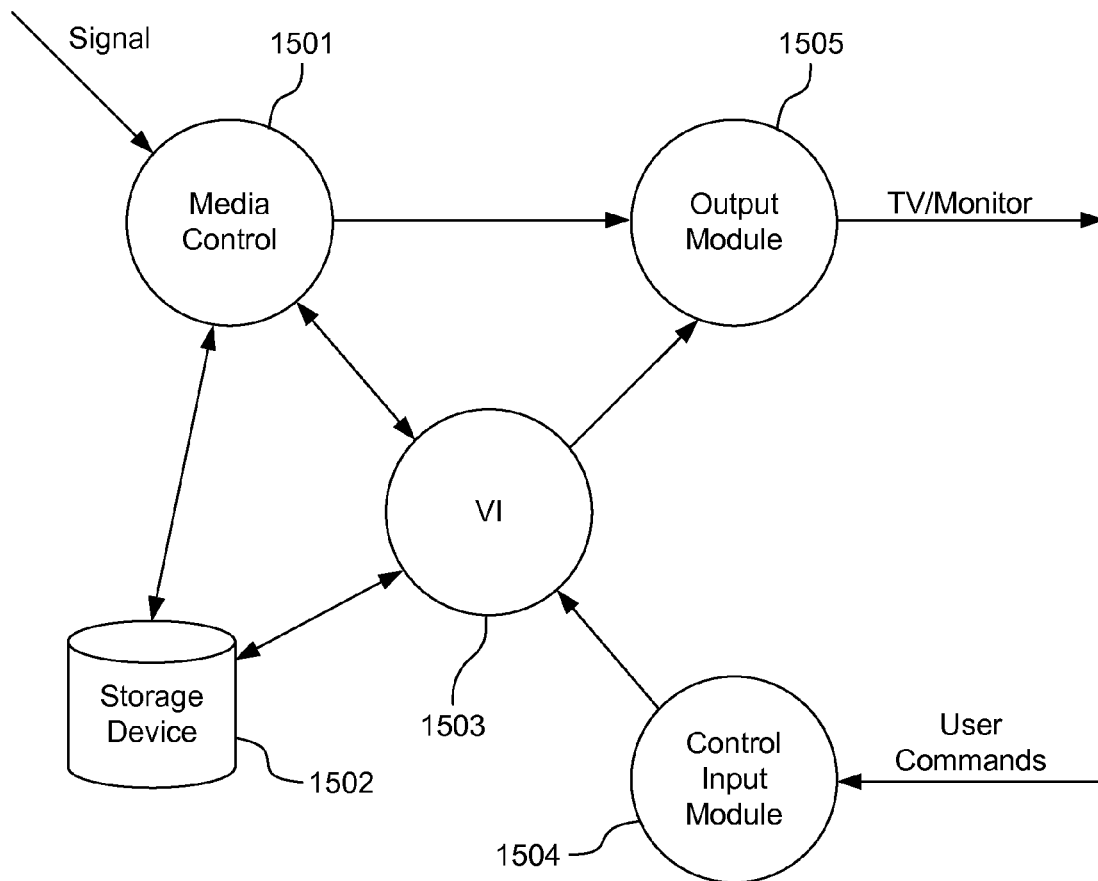 Signal
1501
1505
Media
Control
Output
Module
TV/Monitor
VI
Storage
Device
1503
1502
Control
Input
Module
User
Commands
1504